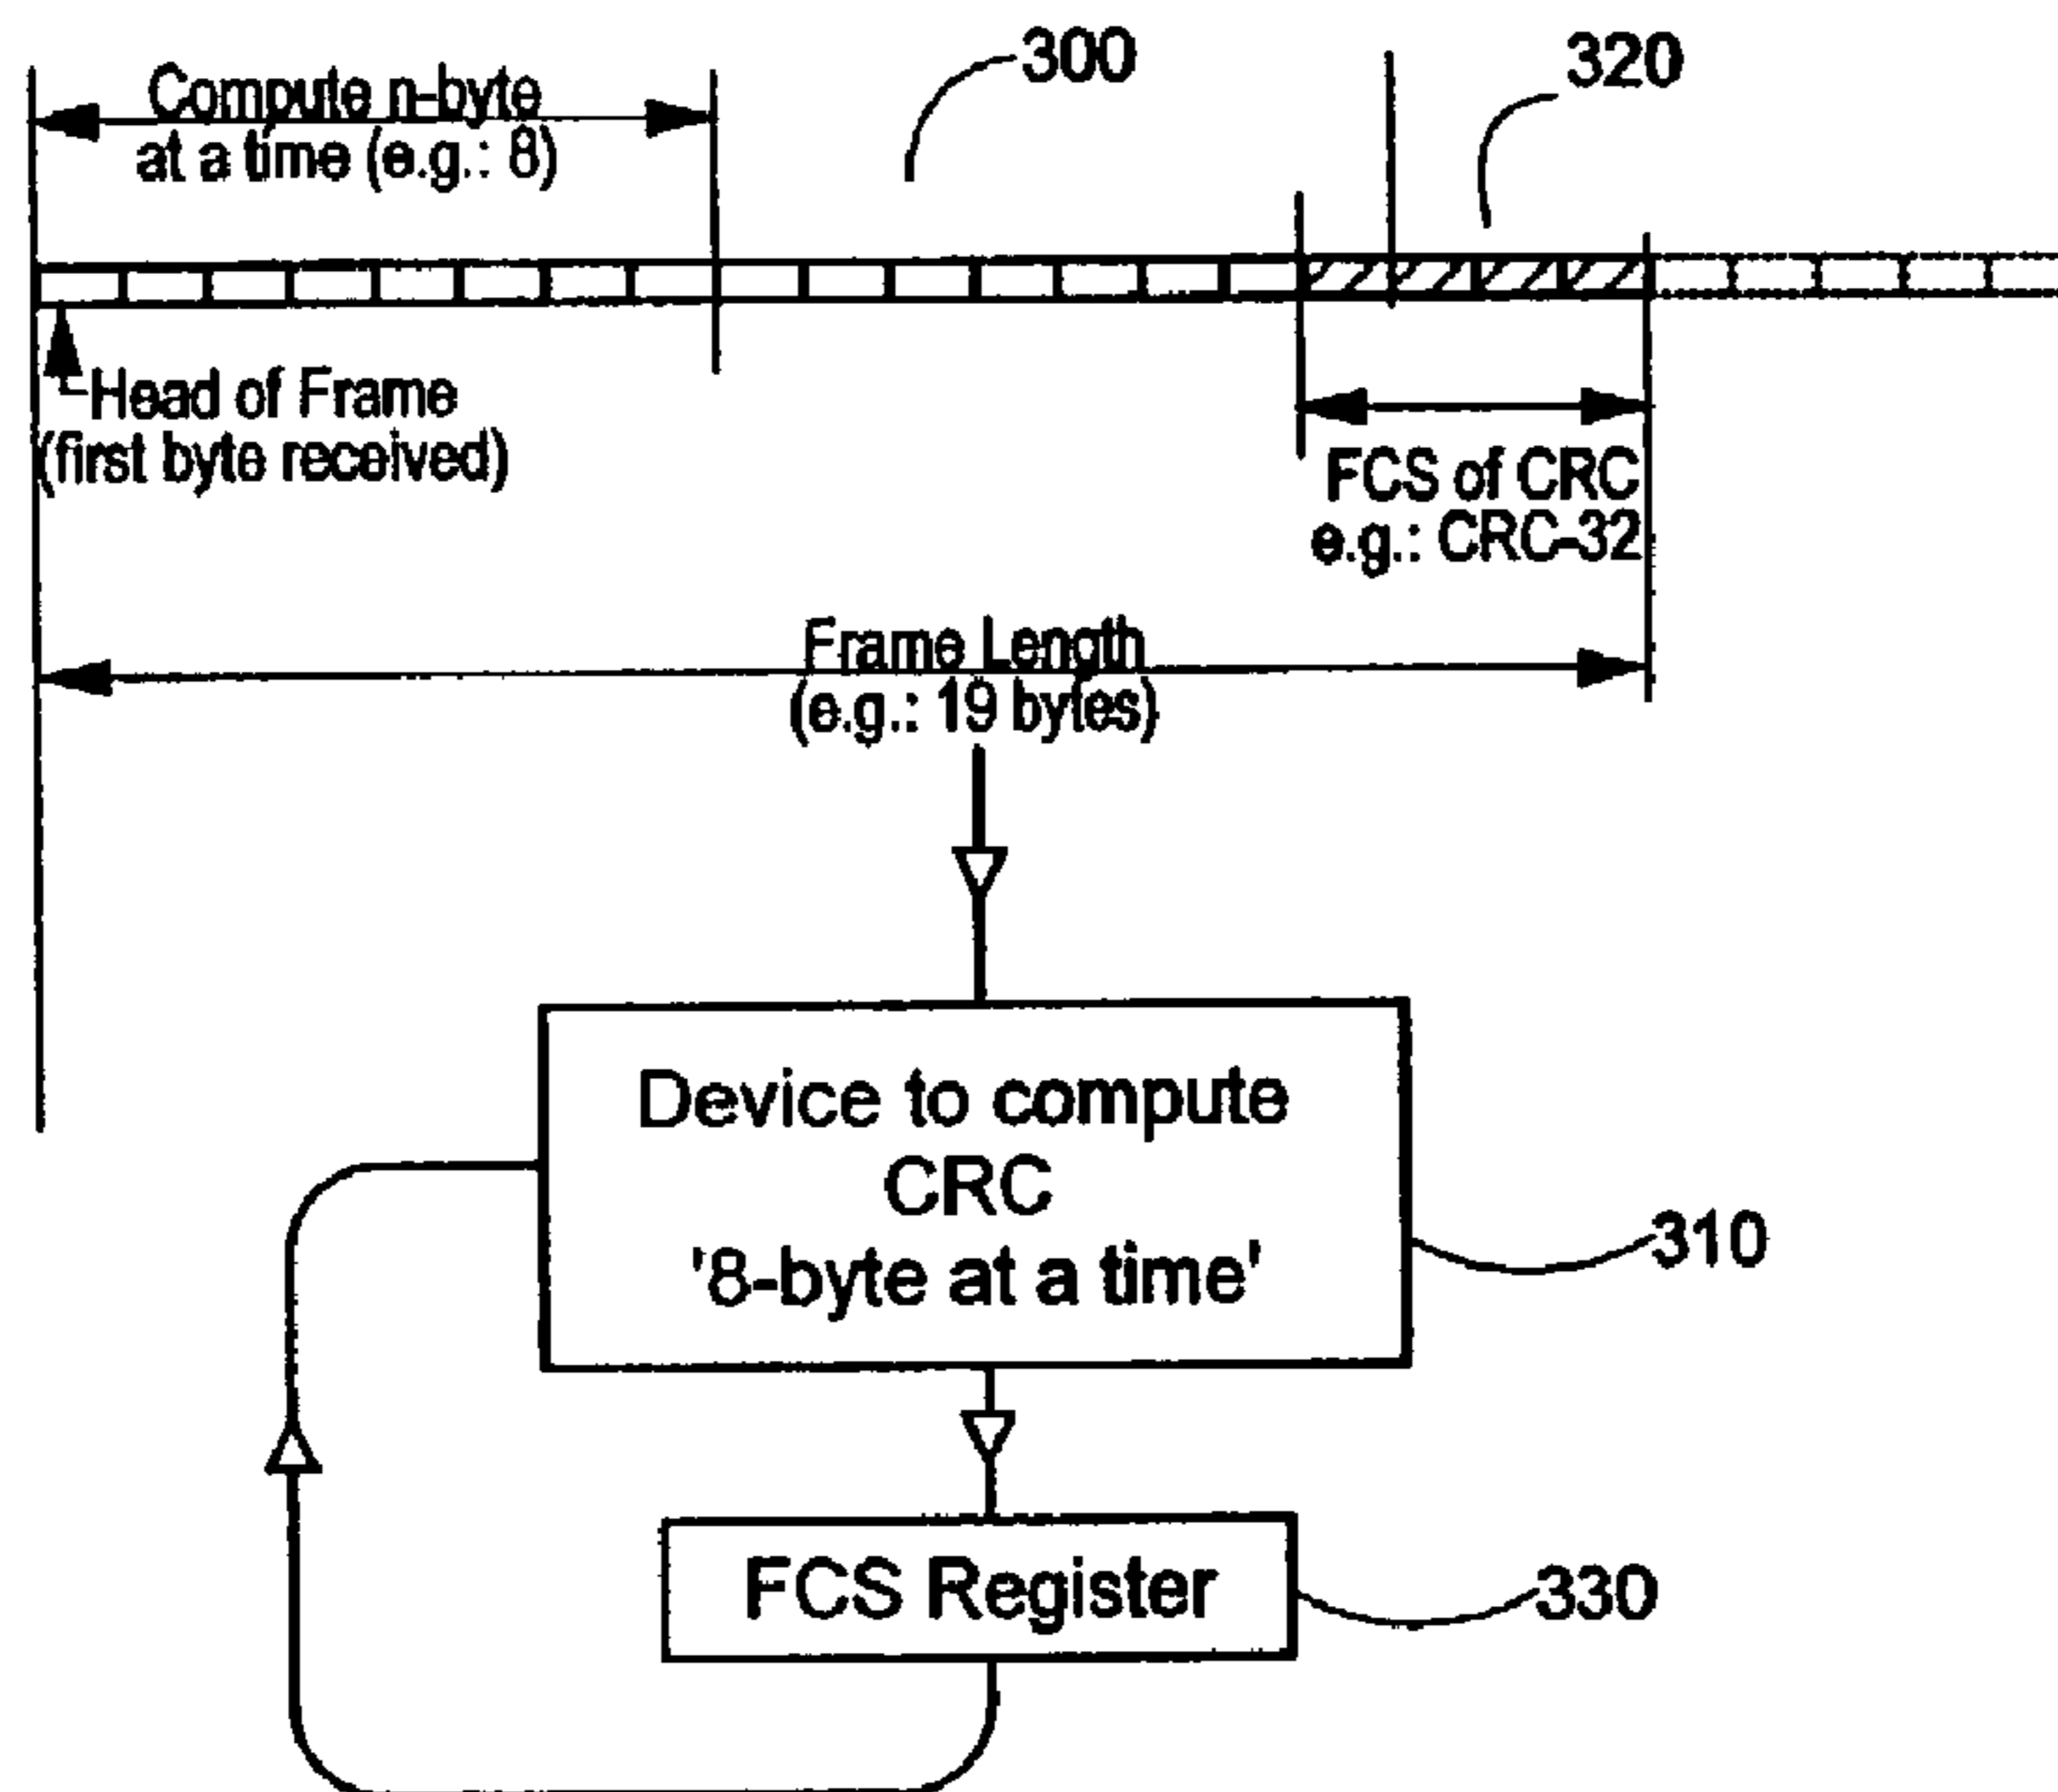 Compute n-byte
at a time (e.g.: 8)
300
320
Head of Frame
(first byte received)
FCS of CRC
e.g.: CRC-32
Frame Length
(e.g.: 19 bytes)
Device to compute
CRC
'8-byte at a time'
310
FCS Register
330